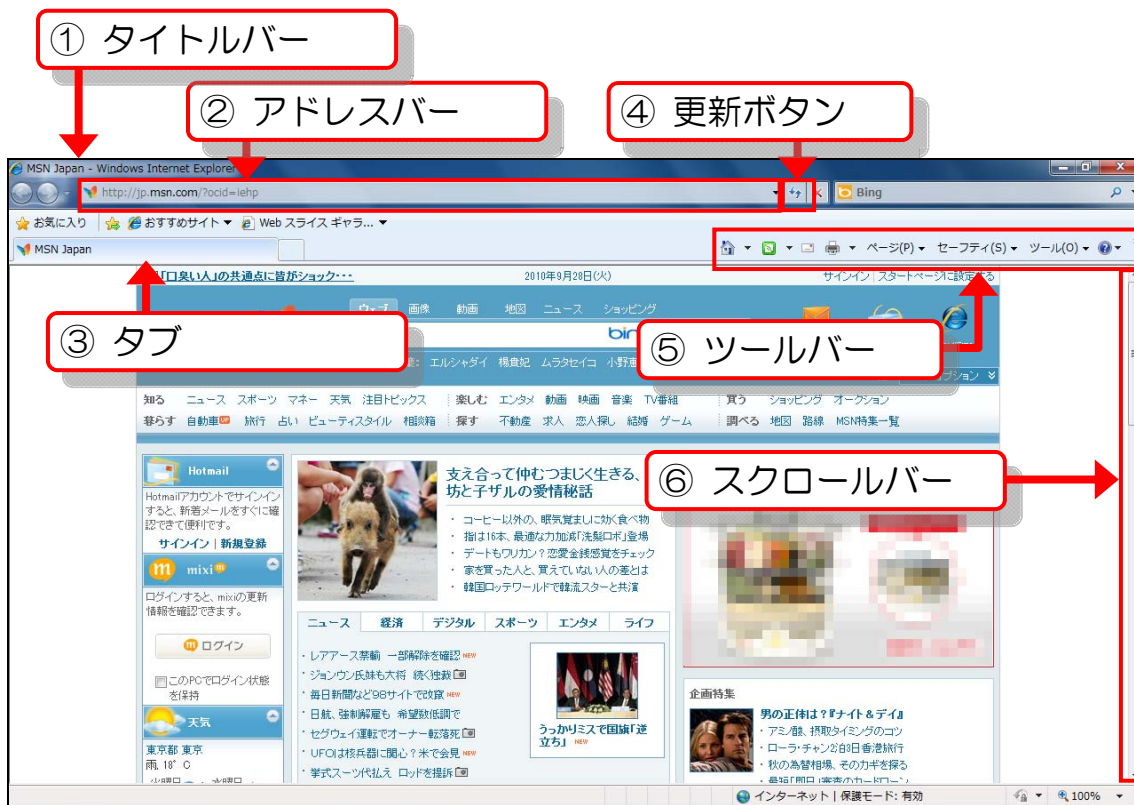 ① タイトルバー
② アドレスバー
④ 更新ボタン
MSN Japan - Windows Internet Explorer
http://jp.msn.com/?ocid=iehp
Bing
お気に入り おすすめサイト ▼ Web スライス ギャラ... ▼
MSN Japan
ページ(P) セーフティ(S) ツール(O)
「口臭い人」の共通点に皆がショック・・・
2010年9月28日(火)
サインイン | スタートページに設定する
ウェブ 画像 動画 地図 ニュース ショッピング
③ タブ
bin
⑤ ツールバー
エルシャダイ 楊貴妃 ムラタセイコ
プション
知る ニュース スポーツ マネー 天気 注目トピックス 楽しむ エンタメ 動画 映画 音楽 TV番組 買う ショッピング オークション
暮らす 自動車 旅行 占い ビューティスタイル 相談箱 探す 不動産 求人 恋人探し 結婚 ゲーム 調べる 地図 路線 MSN特集一覧
⑥ スクロールバー
Hotmail
Hotmailアカウントでサインイン
すると、新着メールをすぐに確
認できて便利です。
サインイン | 新規登録
mixi
ログインすると、mixiの更新
情報を確認できます。
ログイン
このPCでログイン状態
を保持
天気
東京都 東京
雨, 18° C
支え合って仲むつまじく生きる、
坊と子ザルの愛情秘話
・ コーヒー以外の、眠気覚ましに効く食べ物
・ 指は16本、最適な力加減「洗髪ロボ」登場
・ デートもワリカン？恋愛金銭感覚をチェック
・ 家を買った人と、買えていない人の差とは
・ 韓国ロッテワールドで韓流スターと共演
ニュース 経済 デジタル スポーツ エンタメ ライフ
・レアアース禁輸 一部解除を確認 NEW
・ジョンウン氏妹も大将 続く独裁
・毎日新聞など98サイトで改竄 NEW
・日航、強制解雇も 希望数低調で
・セグウェイ運転でオーナー転落死
・UFOは核兵器に関心？米で会見 NEW
・挙式スーツ代払え ロッドを提訴
うっかりミスで国旗「逆
立ち」 NEW
企画特集
男の正体は？『ナイト＆デイ』
・アミノ酸、摂取タイミングのコツ
・ローラ・チャン2泊3日香港旅行
・秋の為替相場、そのカギを探る
インターネット | 保護モード: 有効
100%